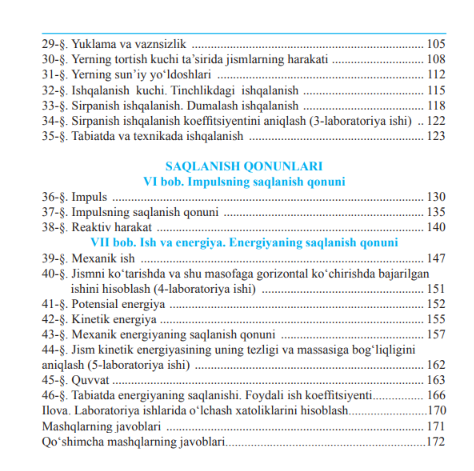 29-§. Yuklama va vaznsizlik ................................................................ 105
30-§. Yerning tortish kuchi ta’sirida jismlarning harakati ........................ 108
31-§. Yerning sun’iy yo‘ldoshlari ........................................................ 112
32-§. Ishqalanish kuchi. Tinchlikdagi ishqalanish ................................ 115
33-§. Sirpanish ishqalanish. Dumalash ishqalanish ................................ 118
34-§. Sirpanish ishqalanish koeffitsiyentini aniqlash (3-laboratoriya ishi) .. 122
35-§. Tabiatda va texnikada ishqalanish ................................................ 123
SAQLANISH QONUNLARI
VI bob. Impulsning saqlanish qonuni
36-§. Impuls ........................................................................................ 130
37-§. Impulsning saqlanish qonuni ........................................................ 135
38-§. Reaktiv harakat ............................................................................ 140
VII bob. Ish va energiya. Energiyaning saqlanish qonuni
39-§. Mexanik ish ................................................................................ 147
40-§. Jismni ko‘tarishda va shu masofaga gorizontal ko‘chirishda bajarilgan
ishini hisoblash (4-laboratoriya ishi) ............................................ 151
41-§. Potensial energiya ........................................................................ 152
42-§. Kinetik energiya ............................................................................ 155
43-§. Mexanik energiyaning saqlanish qonuni ........................................ 157
44-§. Jism kinetik energiyasining uning tezligi va massasiga bog‘liqligini
aniqlash (5-laboratoriya ishi) ............................................................ 162
45-§. Quvvat ........................................................................................ 163
46-§. Tabiatda energiyaning saqlanishi. Foydali ish koeffitsiyenti............... 166
Ilova. Laboratoriya ishlarida o‘lchash xatoliklarini hisoblash......................170
Mashqlarning javoblari ........................................................................ 171
Qo‘shimcha mashqlarning javoblari......................................................172